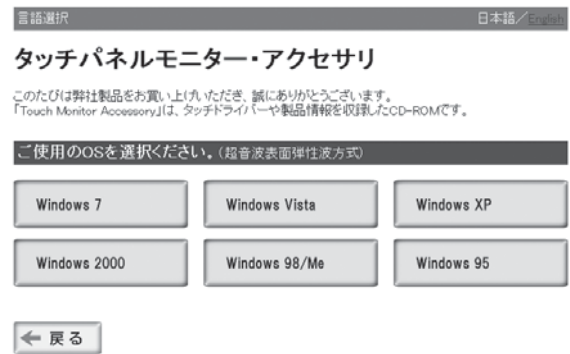 言語選択
日本語／English
タッチパネルモニター・アクセサリ
このたびは弊社製品をお買い上げいただき、誠にありがとうございます。
「Touch Monitor Accessory」は、タッチドライバーや製品情報を収録したCD-ROMです。
ご使用のOSを選択ください。（超音波表面弾性波方式）
Windows 7
Windows Vista
Windows XP
Windows 2000
Windows 98/Me
Windows 95
戻る